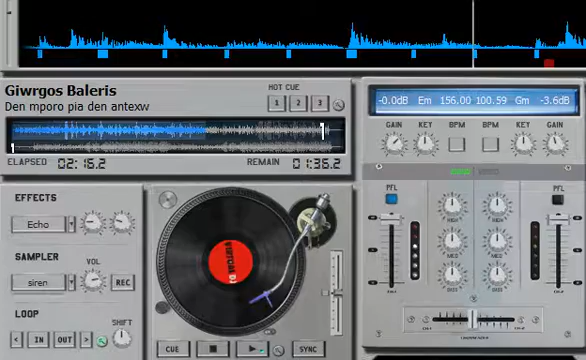 Giwrgos Baleris
Den mporo pia den antexw
HOT CUE
1 2 3
ELAPSED 02:16.2
REMAIN 01:36.2
-0.0dB Em 156.00 100.59 Gm -3.6dB
GAIN KEY BPM BPM KEY GAIN
VIDEO
PFL PFL
HIGH HIGH
MED MED
EFFECTS
Echo
SAMPLER
VOL
siren
REC
LOOP
SHIFT
< IN OUT >
CUE
SYNC